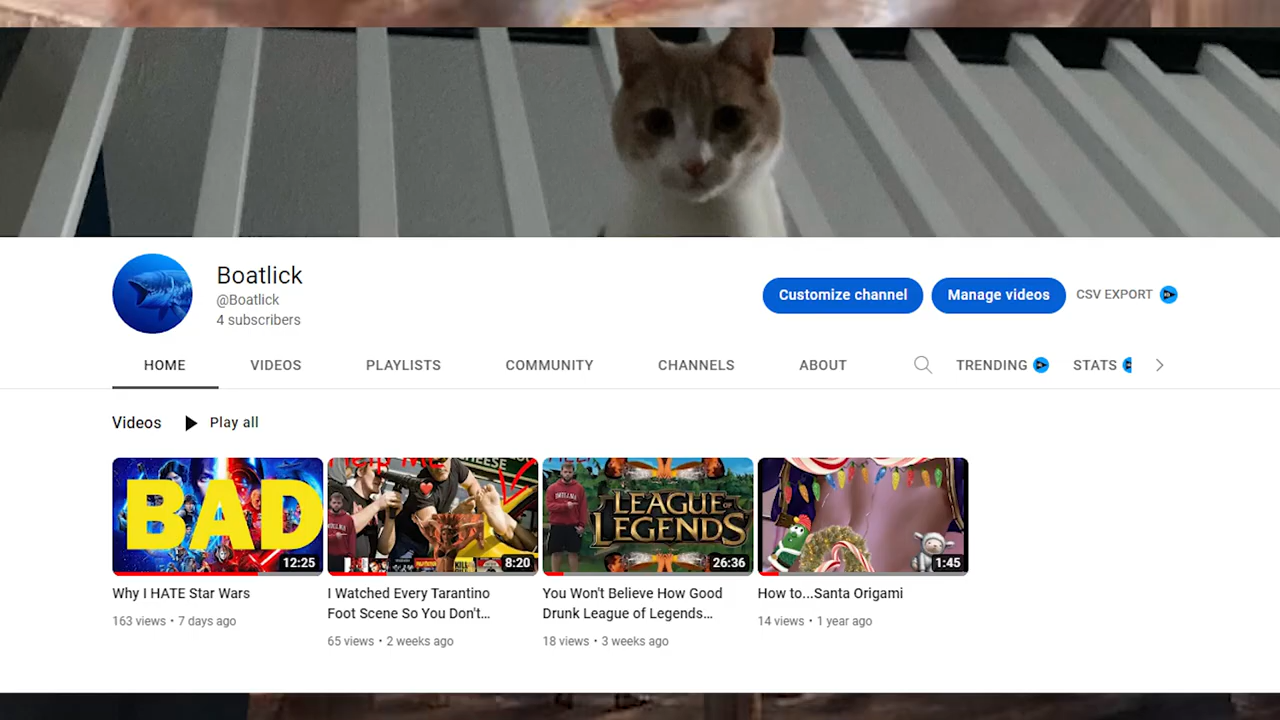 Boatlick
@Boatlick
4 subscribers
Customize channel
Manage videos
CSV EXPORT
HOME
VIDEOS
PLAYLISTS
COMMUNITY
CHANNELS
ABOUT
TRENDING
STATS
Videos
Play all
BAD
12:25
CHEESE
8:20
LEAGUE OF
LEGENDS
26:36
1:45
Why I HATE Star Wars
163 views • 7 days ago
I Watched Every Tarantino
Foot Scene So You Don't...
65 views • 2 weeks ago
You Won't Believe How Good
Drunk League of Legends...
18 views • 3 weeks ago
How to...Santa Origami
14 views • 1 year ago